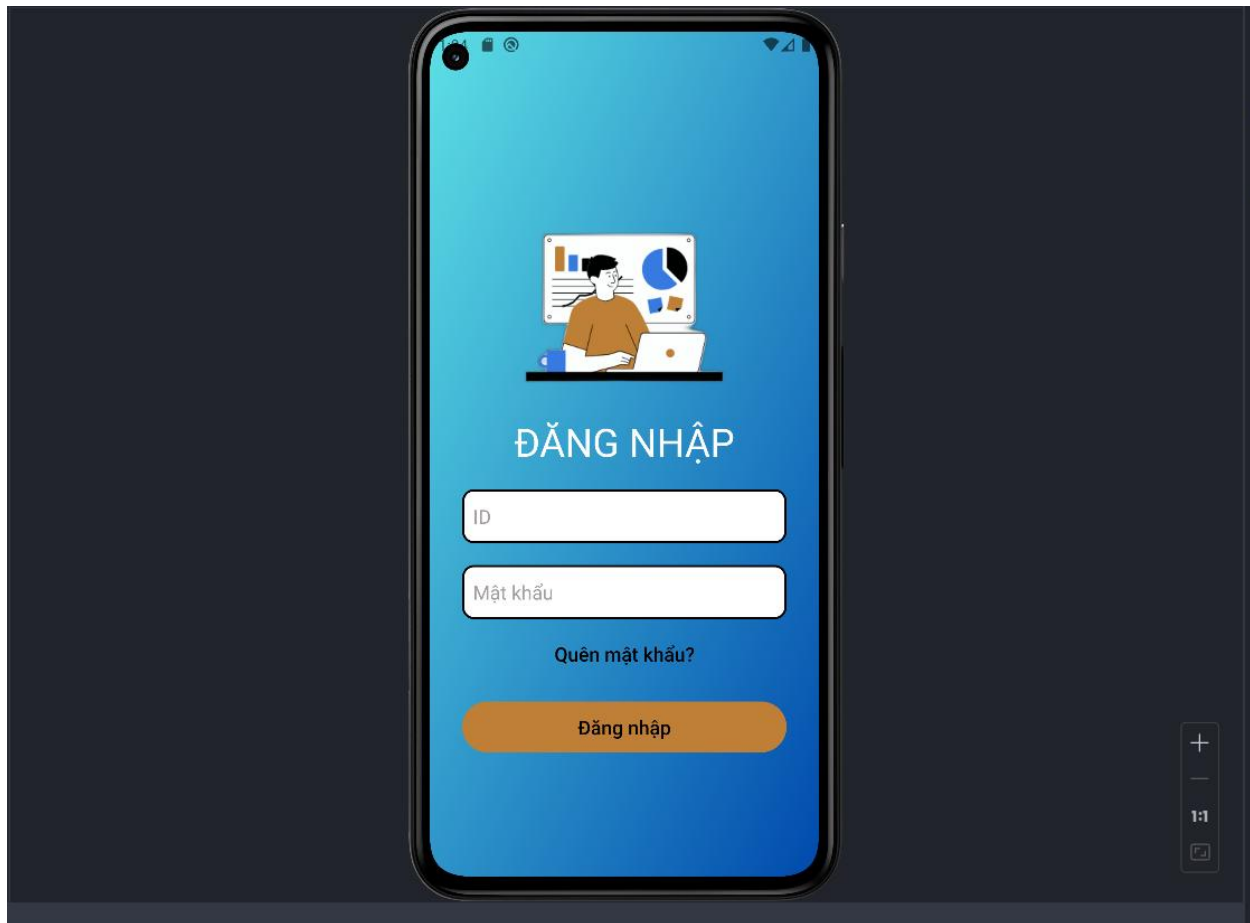 ĐĂNG NHẬP
ID
Mật khẩu
Quên mật khẩu?
Đăng nhập
1:1